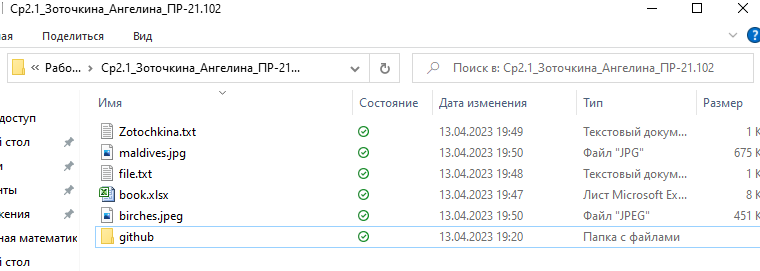 Ср2.1_Зоточкина_Ангелина_ПР-21.102
ная Поделиться Вид
« Рабо... > Ср2.1_Зоточкина_Ангелина_ПР-21... Поиск в: Ср2.1_Зоточкина_Ангелина_ПР-21.102
Имя Состояние Дата изменения Тип Размер
доступ
Zotochkina.txt 13.04.2023 19:49 Текстовый докум... 1 К
й стол
maldives.jpg 13.04.2023 19:50 Файл "JPG" 675 К
и
file.txt 13.04.2023 19:48 Текстовый докум... 1 К
нты
book.xlsx 13.04.2023 19:47 Лист Microsoft Ex... 8 К
жения
birches.jpeg 13.04.2023 19:50 Файл "JPEG" 451 К
ная математик
github 13.04.2023 19:20 Папка с файлами
й стол